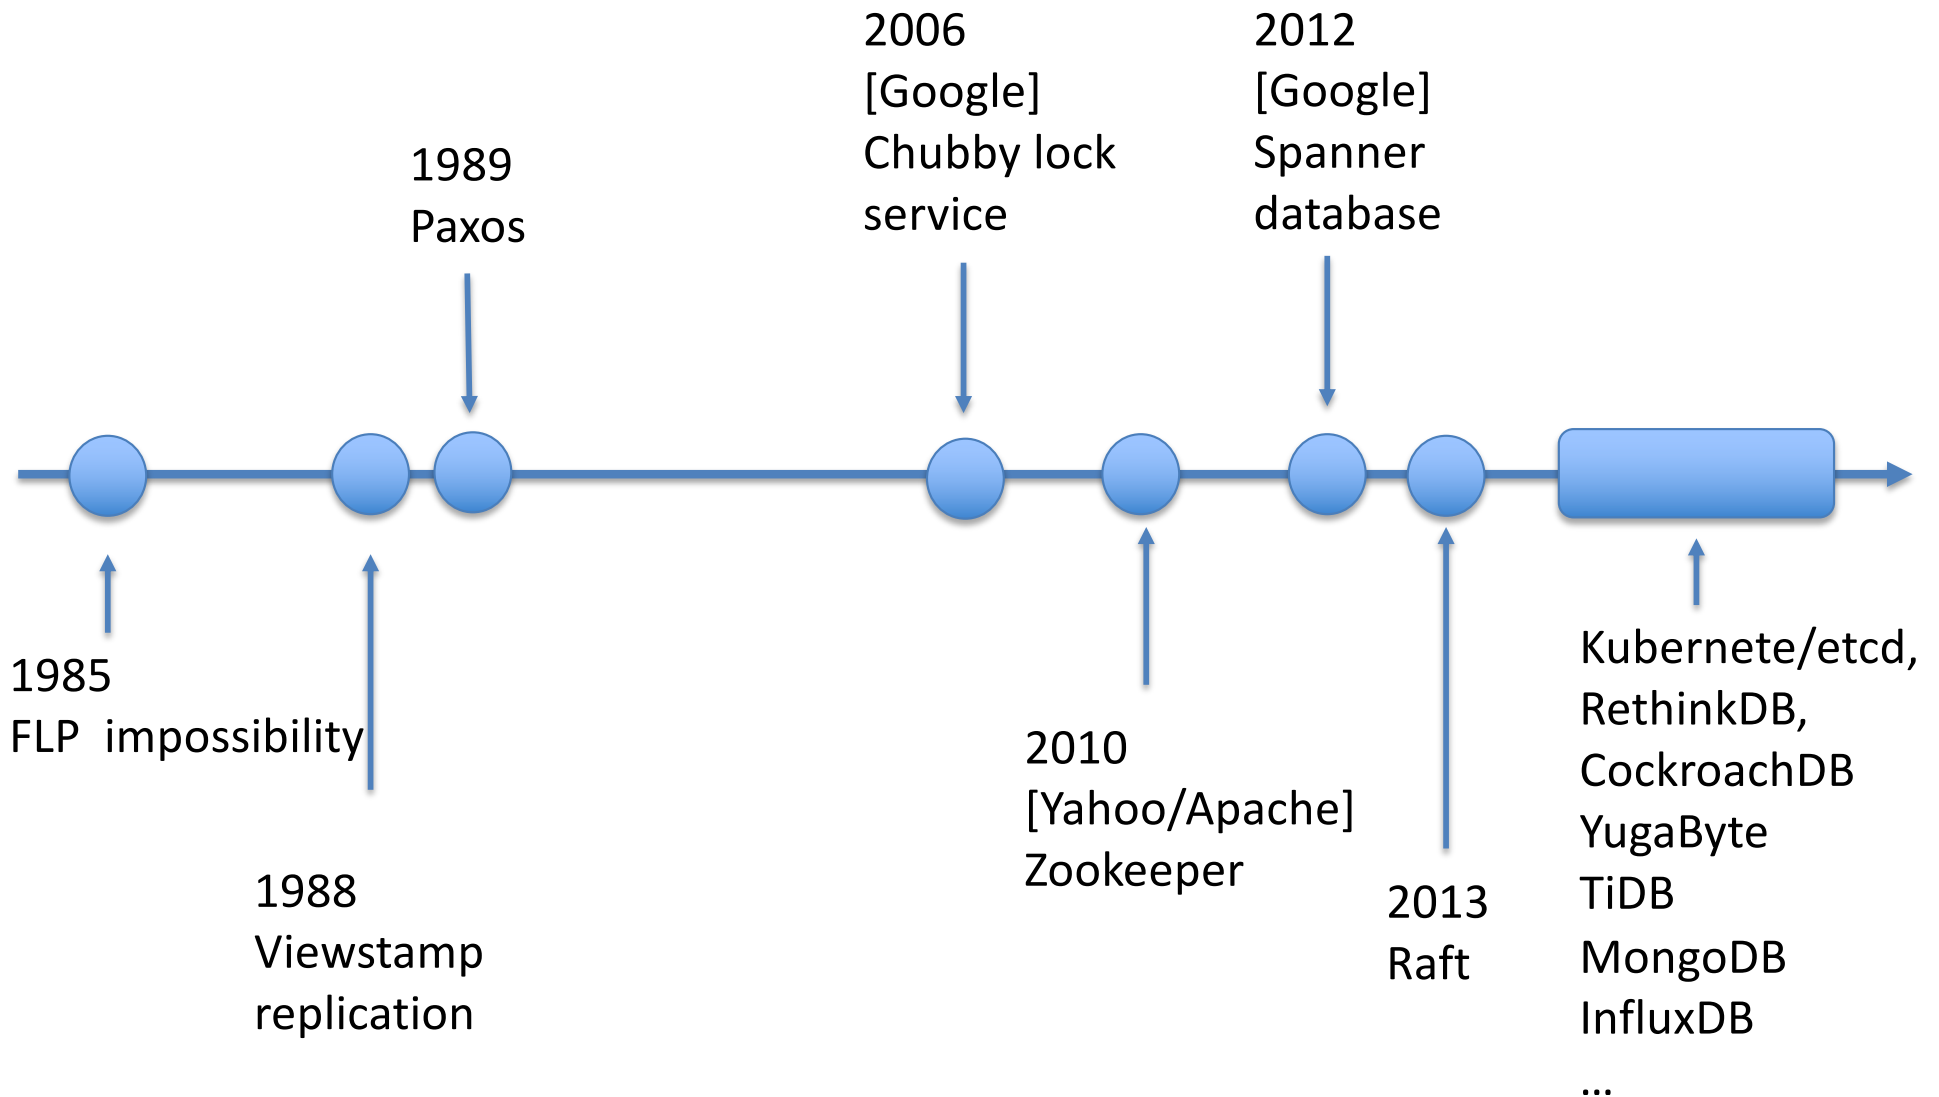 2006
[Google]
Chubby lock
service
2012
[Google]
Spanner
database
1989
Paxos
1985
FLP  impossibility
1988
Viewstamp
replication
2010
[Yahoo/Apache]
Zookeeper
2013
Raft
Kubernete/etcd,
RethinkDB,
CockroachDB
YugaByte
TiDB
MongoDB
InfluxDB
...